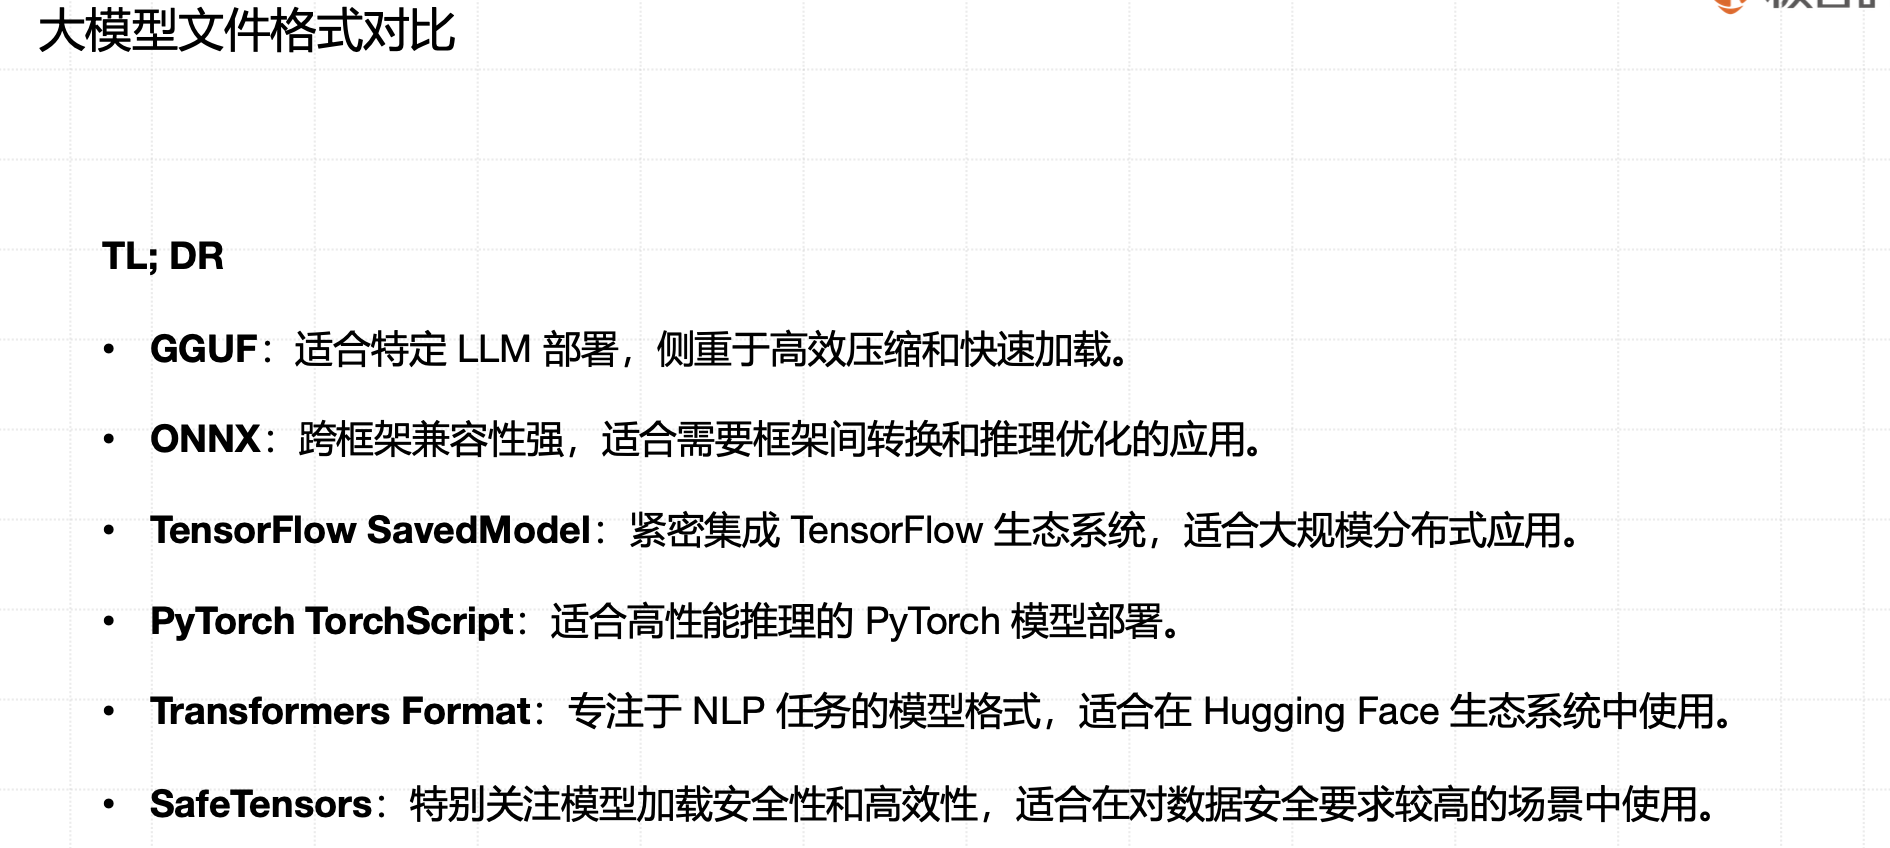 大模型文件格式对比
TL; DR
• GGUF：适合特定 LLM 部署，侧重于高效压缩和快速加载。
• ONNX：跨框架兼容性强，适合需要框架间转换和推理优化的应用。
• TensorFlow SavedModel：紧密集成 TensorFlow 生态系统，适合大规模分布式应用。
• PyTorch TorchScript：适合高性能推理的 PyTorch 模型部署。
• Transformers Format：专注于 NLP 任务的模型格式，适合在 Hugging Face 生态系统中使用。
• SafeTensors：特别关注模型加载安全性和高效性，适合在对数据安全要求较高的场景中使用。